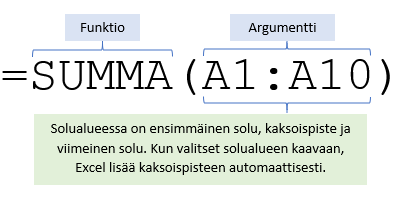 Funktio
Argumentti
=SUMMA(A1:A10)
Solualueessa on ensimmäinen solu, kaksoispiste ja
viimeinen solu. Kun valitset solualueen kaavaan,
Excel lisää kaksoispisteen automaattisesti.